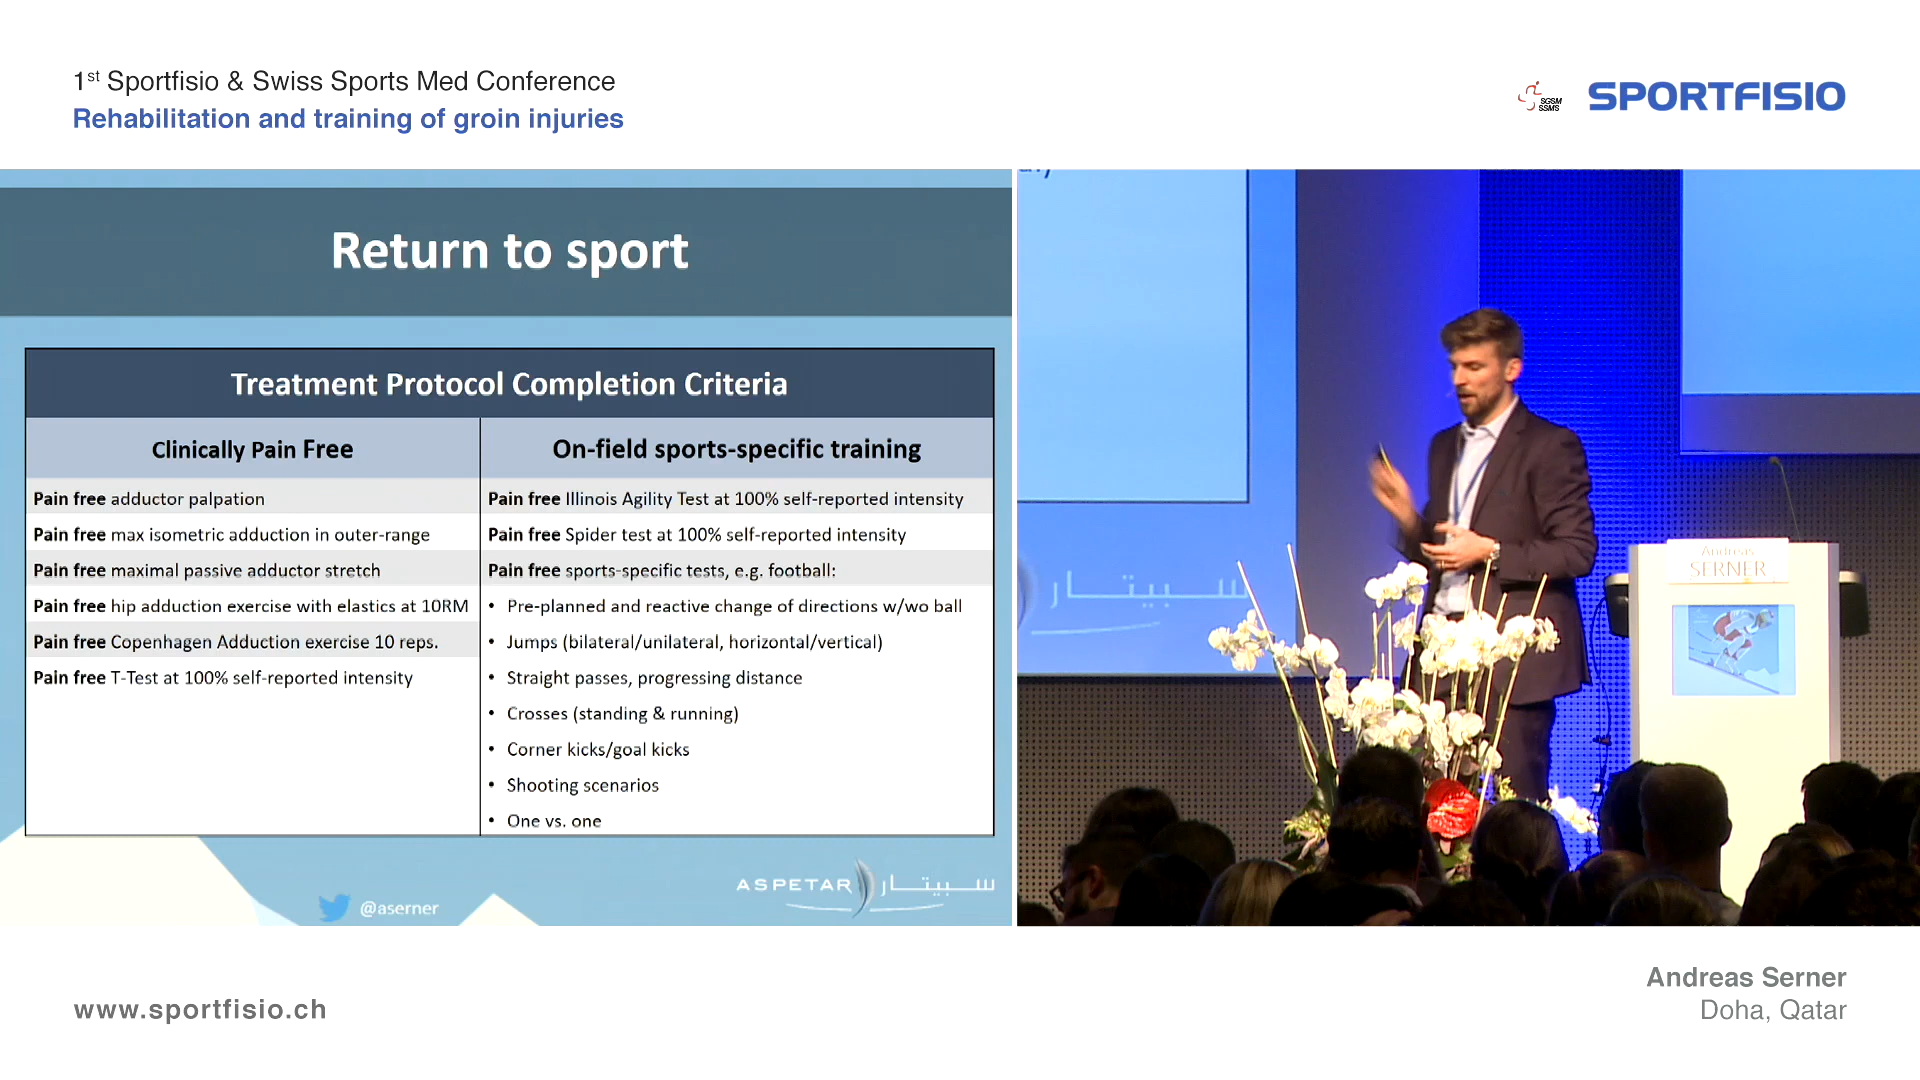 1st Sportfisio & Swiss Sports Med Conference
Rehabilitation and training of groin injuries
SGSM
SSMS
SPORTFISIO
Return to sport
Treatment Protocol Completion Criteria
Clinically Pain Free
Pain free adductor palpation
Pain free max isometric adduction in outer-range
Pain free maximal passive adductor stretch
Pain free hip adduction exercise with elastics at 10RM
Pain free Copenhagen Adduction exercise 10 reps.
Pain free T-Test at 100% self-reported intensity
On-field sports-specific training
Pain free Illinois Agility Test at 100% self-reported intensity
Pain free Spider test at 100% self-reported intensity
Pain free sports-specific tests, e.g. football:
• Pre-planned and reactive change of directions w/wo ball
• Jumps (bilateral/unilateral, horizontal/vertical)
• Straight passes, progressing distance
• Crosses (standing & running)
• Corner kicks/goal kicks
• Shooting scenarios
• One vs. one
@aserner
ASPETAR سبيتار
سبيتار
Andreas
SERNER
www.sportfisio.ch
Andreas Serner
Doha, Qatar